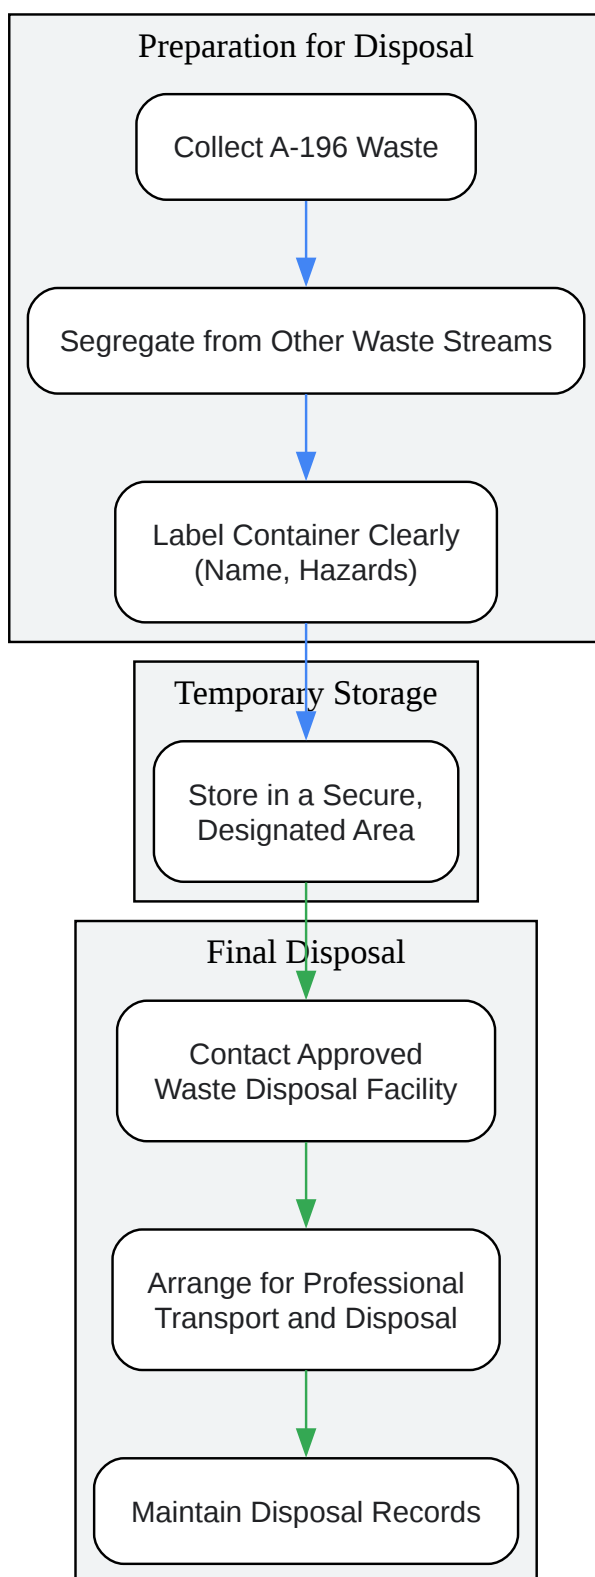 Preparation for Disposal
Collect A-196 Waste
Segregate from Other Waste Streams
Label Container Clearly
(Name, Hazards)
Temporary Storage
Store in a Secure,
Designated Area
Final Disposal
Contact Approved
Waste Disposal Facility
Arrange for Professional
Transport and Disposal
Maintain Disposal Records